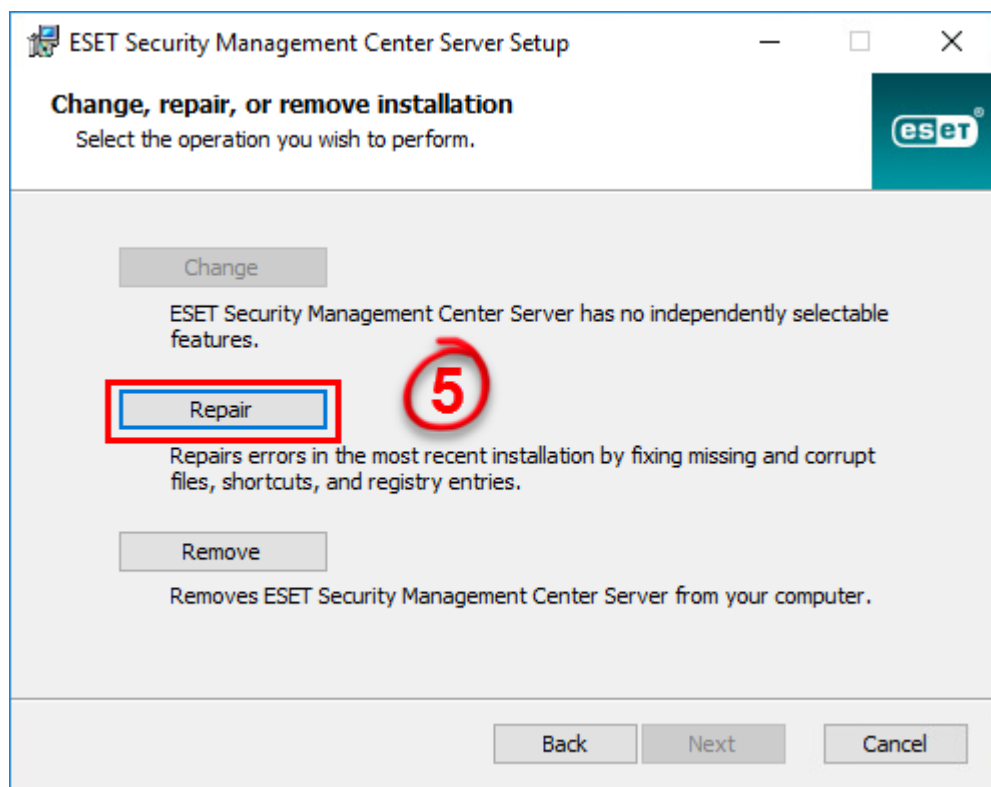 ESET Security Management Center Server Setup
Change, repair, or remove installation
Select the operation you wish to perform.
eseT®
Change
ESET Security Management Center Server has no independently selectable
features.
5
Repair
Repairs errors in the most recent installation by fixing missing and corrupt
files, shortcuts, and registry entries.
Remove
Removes ESET Security Management Center Server from your computer.
Back Next Cancel